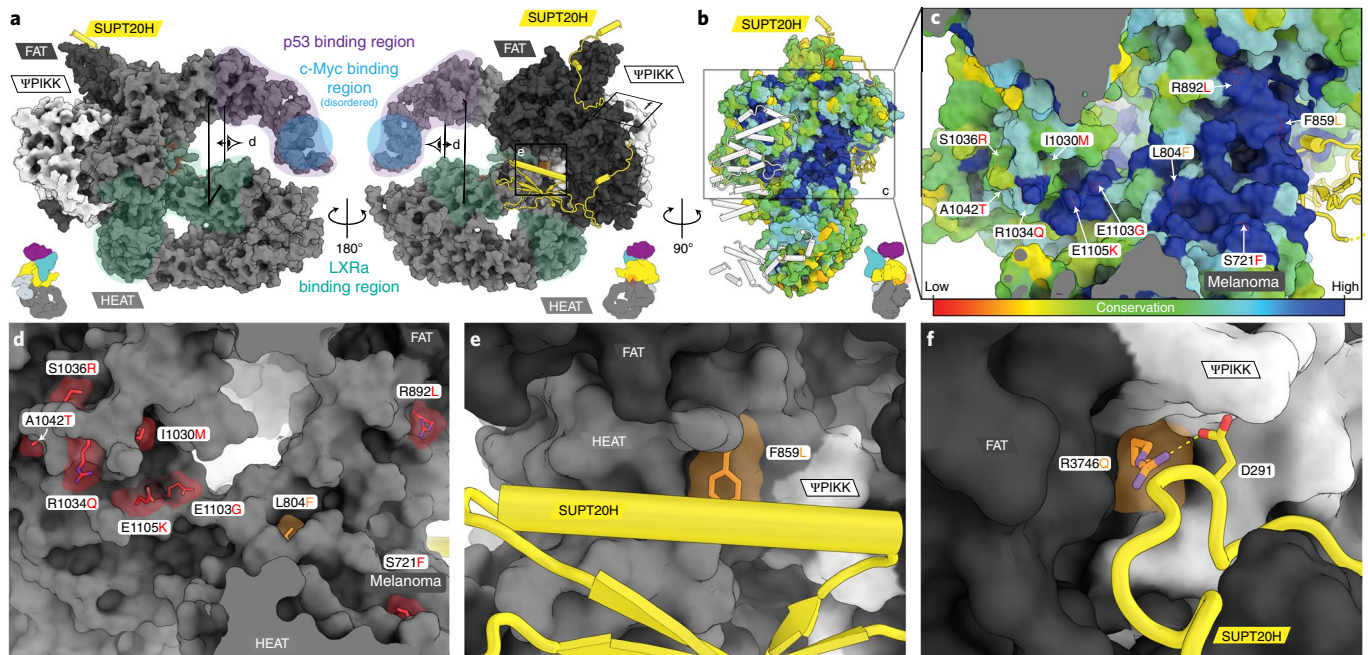 a
SUPT20H
FAT
ΨPIKK
p53 binding region
c-Myc binding
region
(disordered)
d
d
FAT
SUPT20H
ΨPIKK
f
e
180°
90°
LXRa
binding region
HEAT
HEAT
b
SUPT20H
c
c
R892L
F859L
S1036R
I1030M
L804F
A1042T
R1034Q
E1103G
E1105K
S721F
Melanoma
Low
Conservation
High
d
FAT
S1036R
R892L
A1042T
I1030M
R1034Q
E1105K
E1103G
L804F
S721F
Melanoma
HEAT
e
FAT
HEAT
F859L
ΨPIKK
SUPT20H
f
ΨPIKK
FAT
R3746Q
D291
SUPT20H